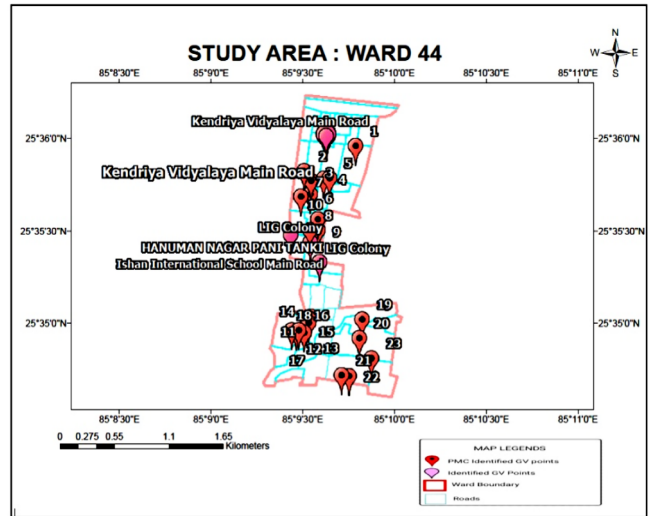 STUDY AREA : WARD 44
N
W E
S
85°8'30"E 85°9'0"E 85°9'30"E 85°10'0"E 85°10'30"E 85°11'0"E
25°36'0"N 25°36'0"N
Kendriya Vidyalaya Main Road 1
2 5
Kendriya Vidyalaya Main Road 3
7 4
10 6
8
LIG Colony 9
25°35'30"N 25°35'30"N
HANUMAN NAGAR PANI TANKI LIG Colony
Ishan International School Main Road
14 18 16 19
25°35'0"N 25°35'0"N
11 15 20
12 13 23
17 21
22
85°8'30"E 85°9'0"E 85°9'30"E 85°10'0"E 85°10'30"E 85°11'0"E
0 0.275 0.55 1.1 1.65
Kilometers
MAP LEGENDS
PMC Identified GV points
Identified GV Points
Ward Boundary
Roads